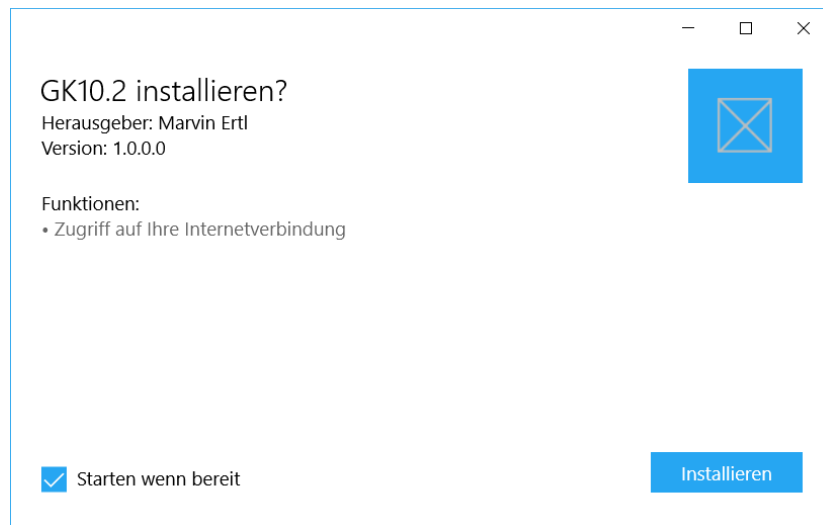 GK10.2 installieren?
Herausgeber: Marvin Ertl
Version: 1.0.0.0
Funktionen:
• Zugriff auf Ihre Internetverbindung
Starten wenn bereit
Installieren